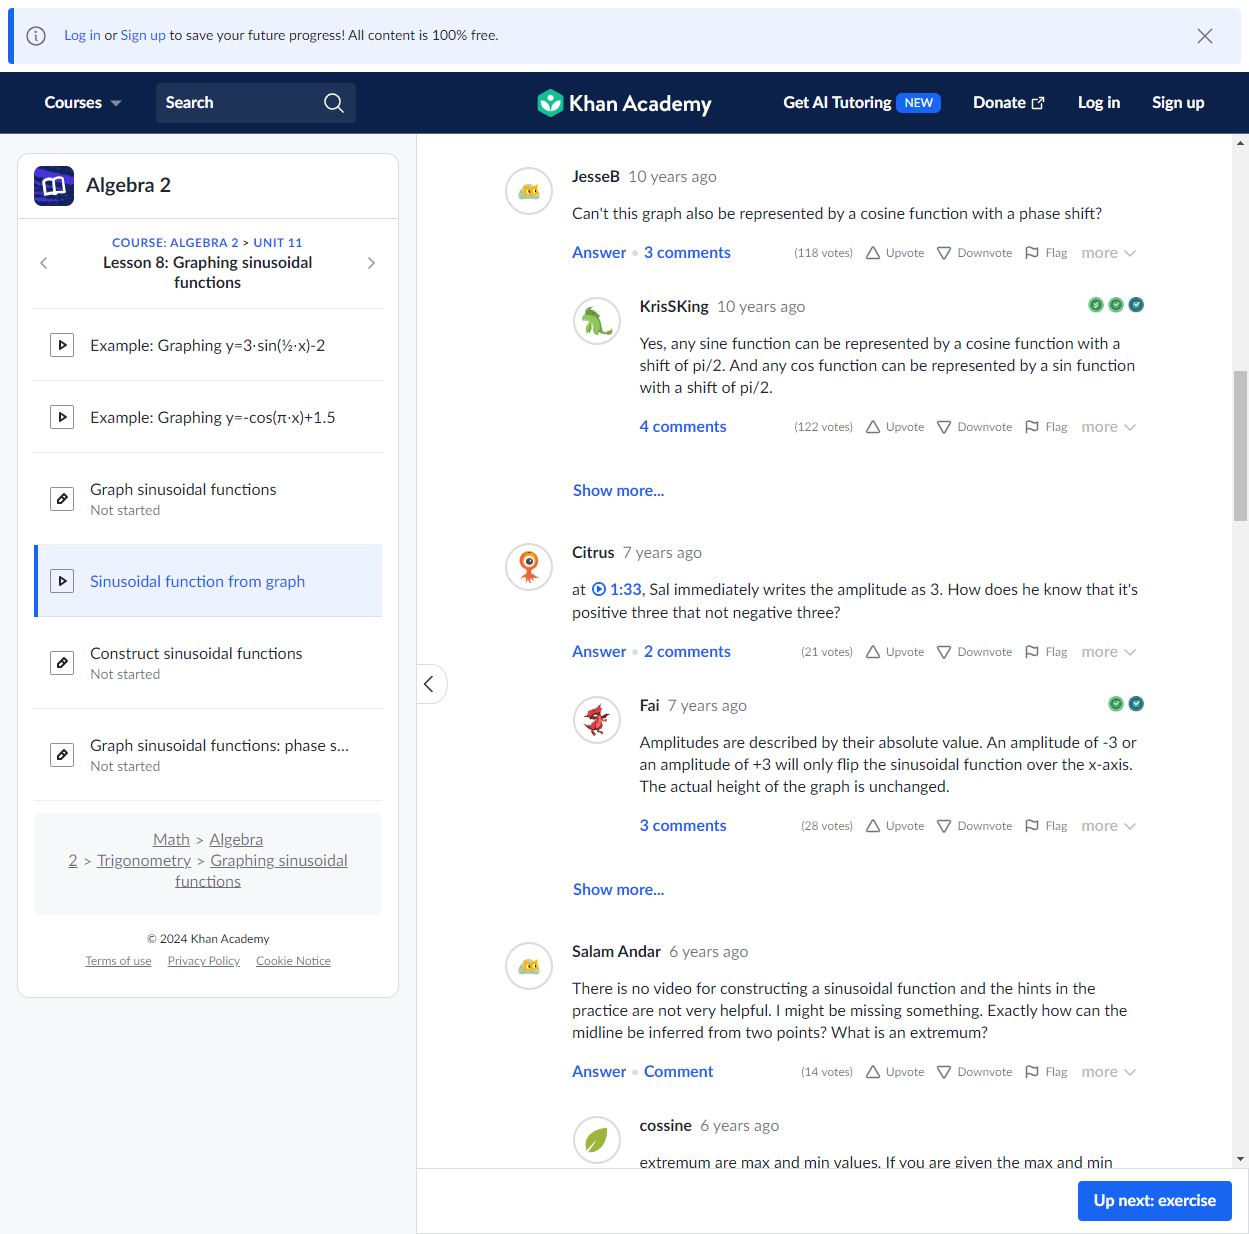 Log in or Sign up to save your future progress! All content is 100% free.
Courses
Search
Khan Academy
Get AI Tutoring NEW
Donate
Log in
Sign up
Algebra 2
COURSE: ALGEBRA 2 > UNIT 11
Lesson 8: Graphing sinusoidal
functions
Example: Graphing y=3⋅sin(½⋅x)-2
Example: Graphing y=-cos(π⋅x)+1.5
Graph sinusoidal functions
Not started
Sinusoidal function from graph
Construct sinusoidal functions
Not started
Graph sinusoidal functions: phase s...
Not started
Math > Algebra
2 > Trigonometry > Graphing sinusoidal
functions
© 2024 Khan Academy
Terms of use Privacy Policy Cookie Notice
JesseB 10 years ago
Can't this graph also be represented by a cosine function with a phase shift?
Answer • 3 comments (118 votes) Upvote Downvote Flag more
KrisSKing 10 years ago
Yes, any sine function can be represented by a cosine function with a
shift of pi/2. And any cos function can be represented by a sin function
with a shift of pi/2.
4 comments (122 votes) Upvote Downvote Flag more
Show more...
Citrus 7 years ago
at 1:33, Sal immediately writes the amplitude as 3. How does he know that it's
positive three that not negative three?
Answer • 2 comments (21 votes) Upvote Downvote Flag more
Fai 7 years ago
Amplitudes are described by their absolute value. An amplitude of -3 or
an amplitude of +3 will only flip the sinusoidal function over the x-axis.
The actual height of the graph is unchanged.
3 comments (28 votes) Upvote Downvote Flag more
Show more...
Salam Andar 6 years ago
There is no video for constructing a sinusoidal function and the hints in the
practice are not very helpful. I might be missing something. Exactly how can the
midline be inferred from two points? What is an extremum?
Answer • Comment (14 votes) Upvote Downvote Flag more
cossine 6 years ago
extremum are max and min values. If you are given the max and min
Up next: exercise